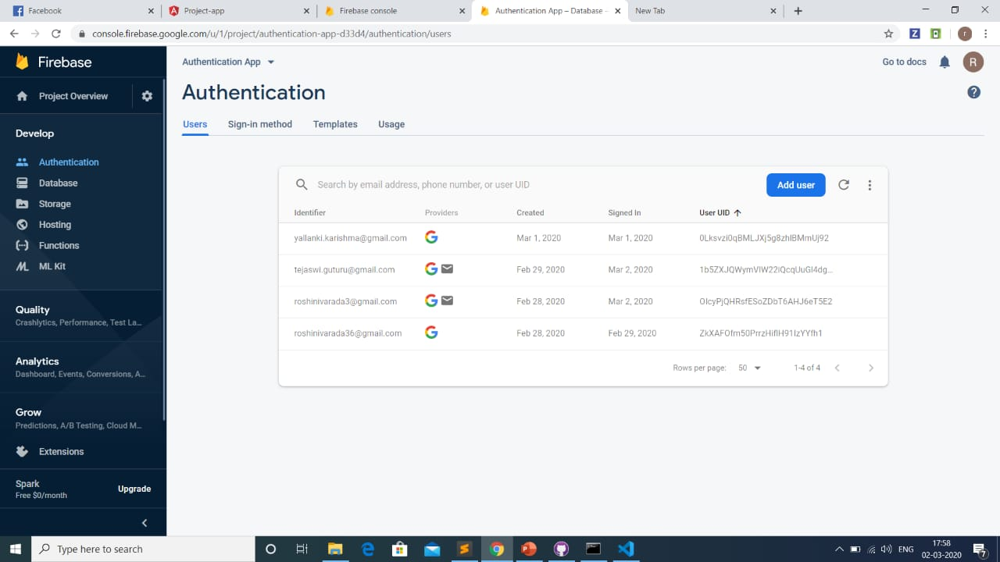 Facebook
Project-app
Firebase console
Authentication App – Database –
New Tab
console.firebase.google.com/u/1/project/authentication-app-d33d4/authentication/users
Firebase
Project Overview
Develop
Authentication
Database
Storage
Hosting
Functions
ML Kit
Quality
Crashlytics, Performance, Test La...
Analytics
Dashboard, Events, Conversions, A...
Grow
Predictions, A/B Testing, Cloud M...
Extensions
Spark
Free $0/month
Upgrade
Authentication App
Go to docs
R
Authentication
Users Sign-in method Templates Usage
Search by email address, phone number, or user UID
Add user
Identifier Providers Created Signed In User UID
yallanki.karishma@gmail.com Mar 1, 2020 Mar 1, 2020
tejaswi.guturu@gmail.com Feb 29, 2020 Mar 2, 2020
roshinivarada3@gmail.com Feb 28, 2020 Mar 2, 2020
roshinivarada36@gmail.com Feb 28, 2020 Feb 29, 2020
Rows per page: 50 1-4 of 4
Type here to search
ENG
17:58
02-03-2020
7